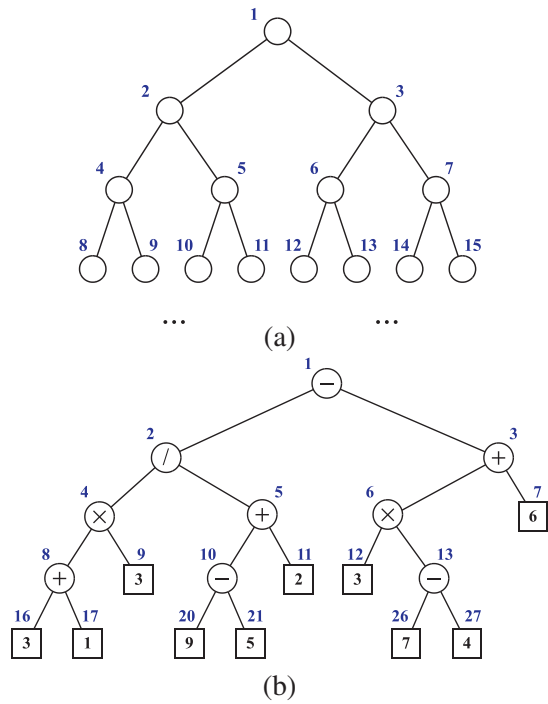 1
2 3
4 5 6 7
8 9 10 11 12 13 14 15
... ...
(a)
1
−
2 3
/ +
4 5 6 7
× + × 6
8 9 10 11 12 13
+ 3 − 2 3 −
16 17 20 21 26 27
3 1 9 5 7 4
(b)